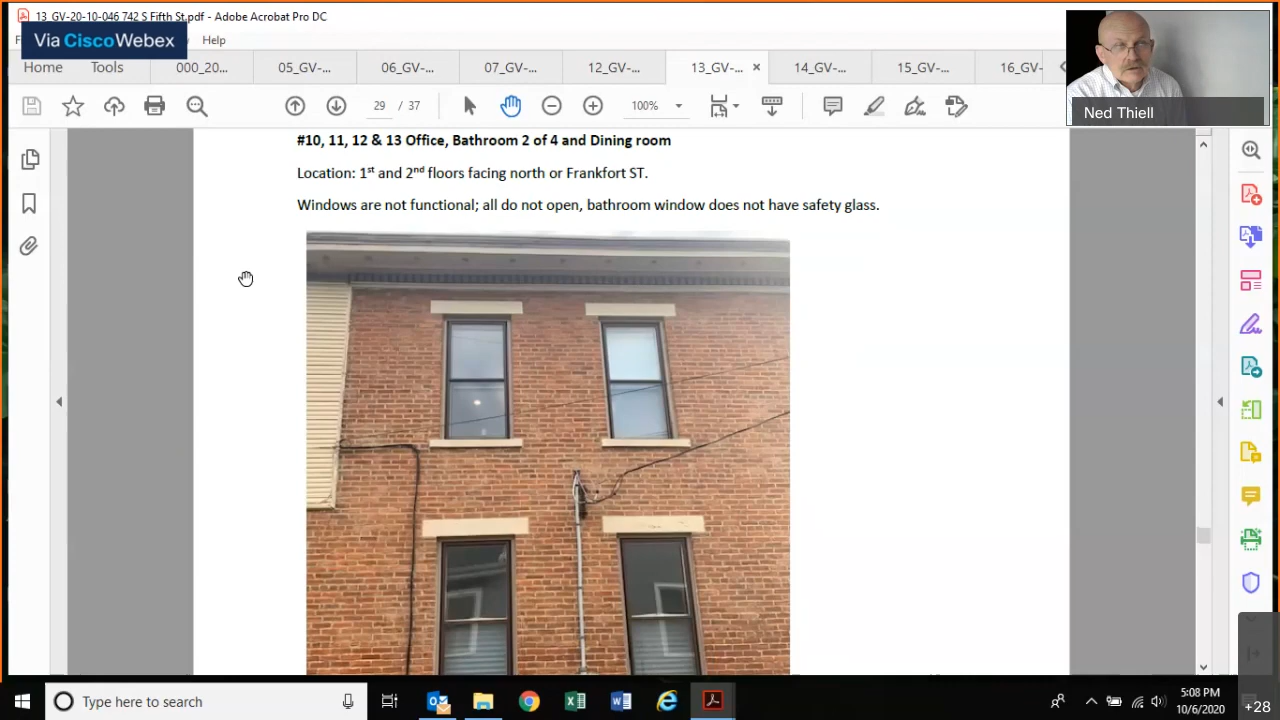 13_GV-20-10-046 742 S Fifth St.pdf - Adobe Acrobat Pro DC
Via CiscoWebex
Help
Home Tools 000_20... 05_GV-... 06_GV-... 07_GV-... 12_GV-... 13_GV-... 14_GV-... 15_GV-... 16_GV-
29 / 37 100%
Ned Thiell
#10, 11, 12 & 13 Office, Bathroom 2 of 4 and Dining room
Location: 1st and 2nd floors facing north or Frankfort ST.
Windows are not functional; all do not open, bathroom window does not have safety glass.
Type here to search
5:08 PM
10/6/2020
+28